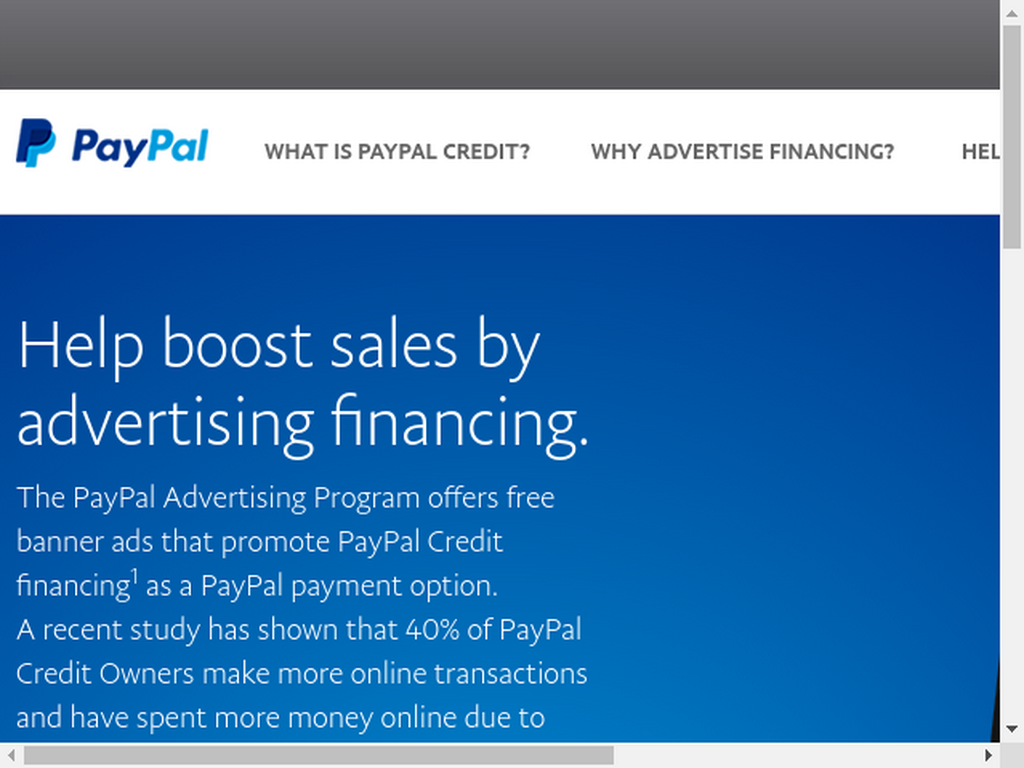 PayPal
WHAT IS PAYPAL CREDIT?
WHY ADVERTISE FINANCING?
HEL
Help boost sales by
advertising financing.
The PayPal Advertising Program offers free
banner ads that promote PayPal Credit
financing1 as a PayPal payment option.
A recent study has shown that 40% of PayPal
Credit Owners make more online transactions
and have spent more money online due to